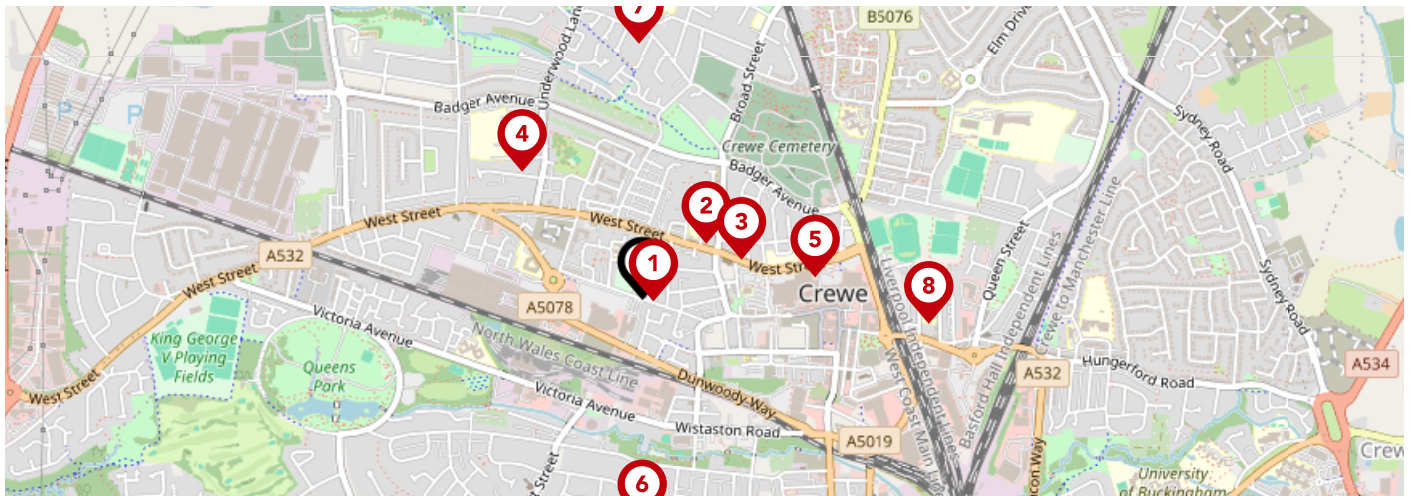 7
B5076
Elm Drive
Underwood Lane
Broad Street
Badger Avenue
P
P
4
Sydney Road
Crewe Cemetery
Badger Avenue
2
West Street
West Street
3
5
A532
West Street
1
Queen Street
Crewe to Manchester Line
Liverpool Independent Lines
Sydney Road
8
Crewe
A5078
Victoria Avenue
King George
V Playing
Fields
North Wales Coast Line
West Coast Main Line
Basford Hall Independent Lines
Queens
Park
A532
Hungerford Road
A534
West Street
Dunwoody Way
Victoria Avenue
Wistaston Road
A5019
Crew
6
t Street
con Way
University
of Buckingham